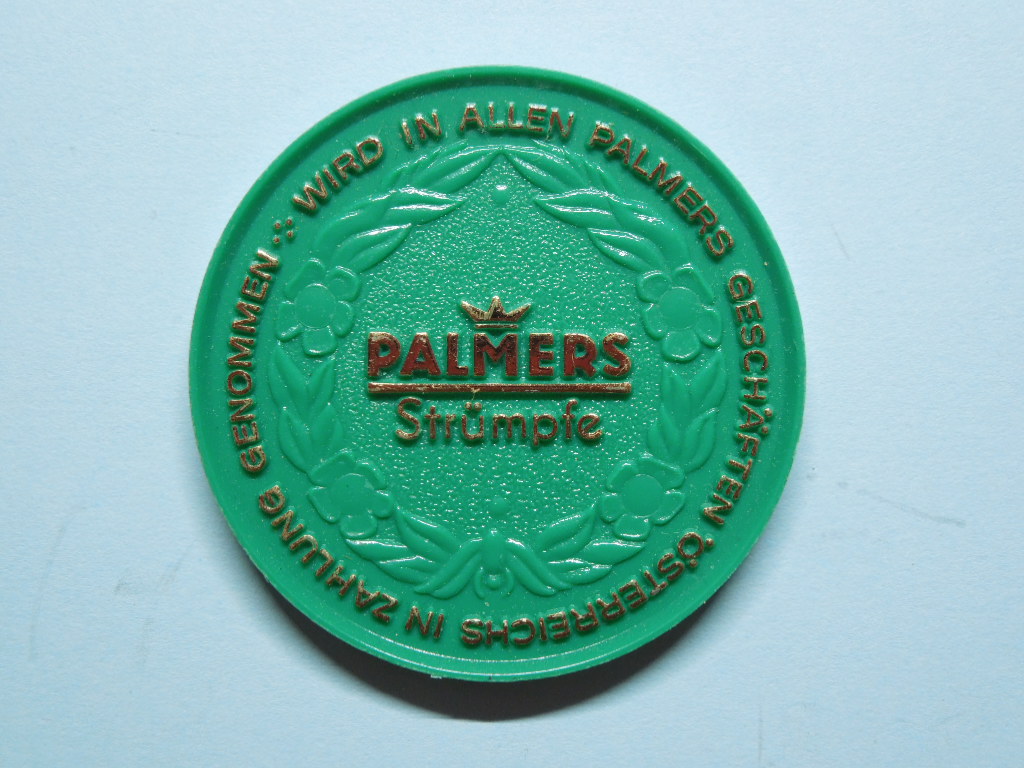 WIRD IN ALLEN PALMERS GESCHÄFTEN ÖSTERREICHS IN ZAHLUNG GENOMMEN
PALMERS
Strümpfe